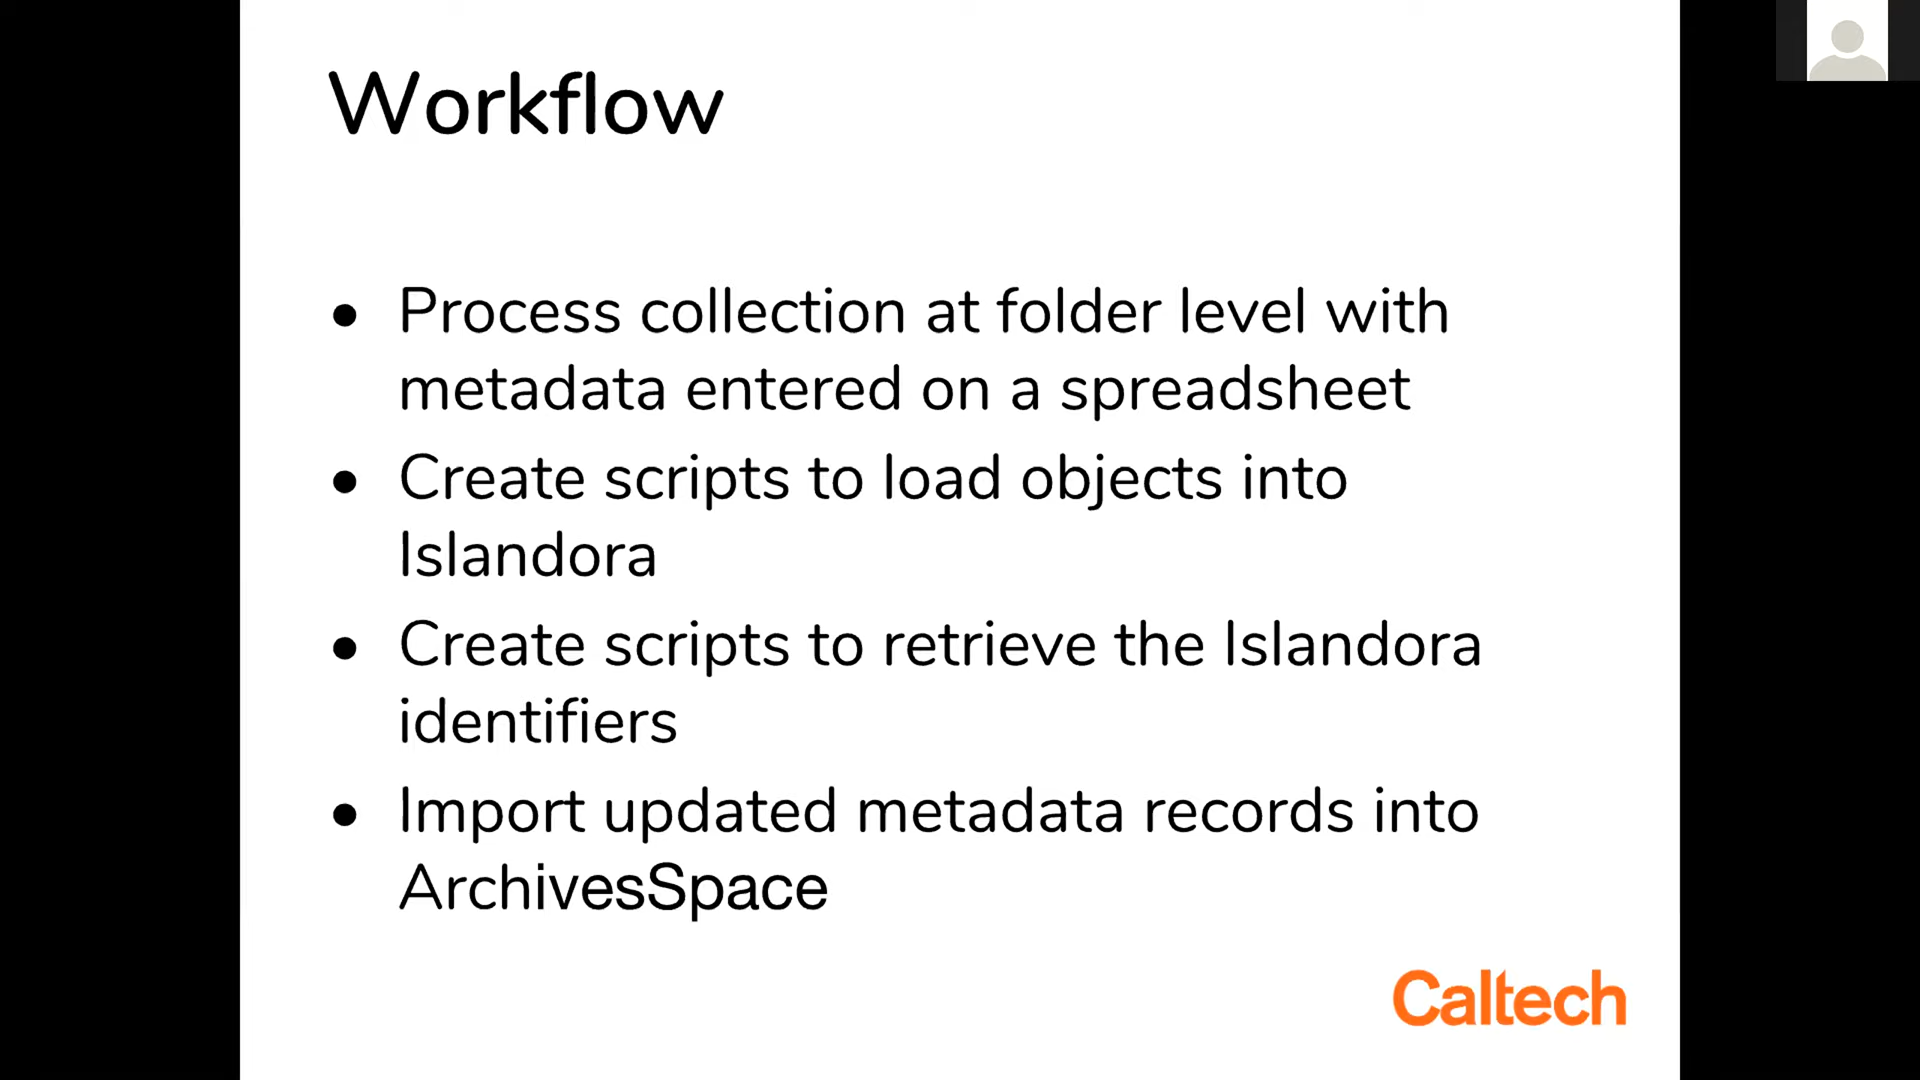 Workflow
• Process collection at folder level with
metadata entered on a spreadsheet
• Create scripts to load objects into
Islandora
• Create scripts to retrieve the Islandora
identifiers
• Import updated metadata records into
ArchivesSpace
Caltech